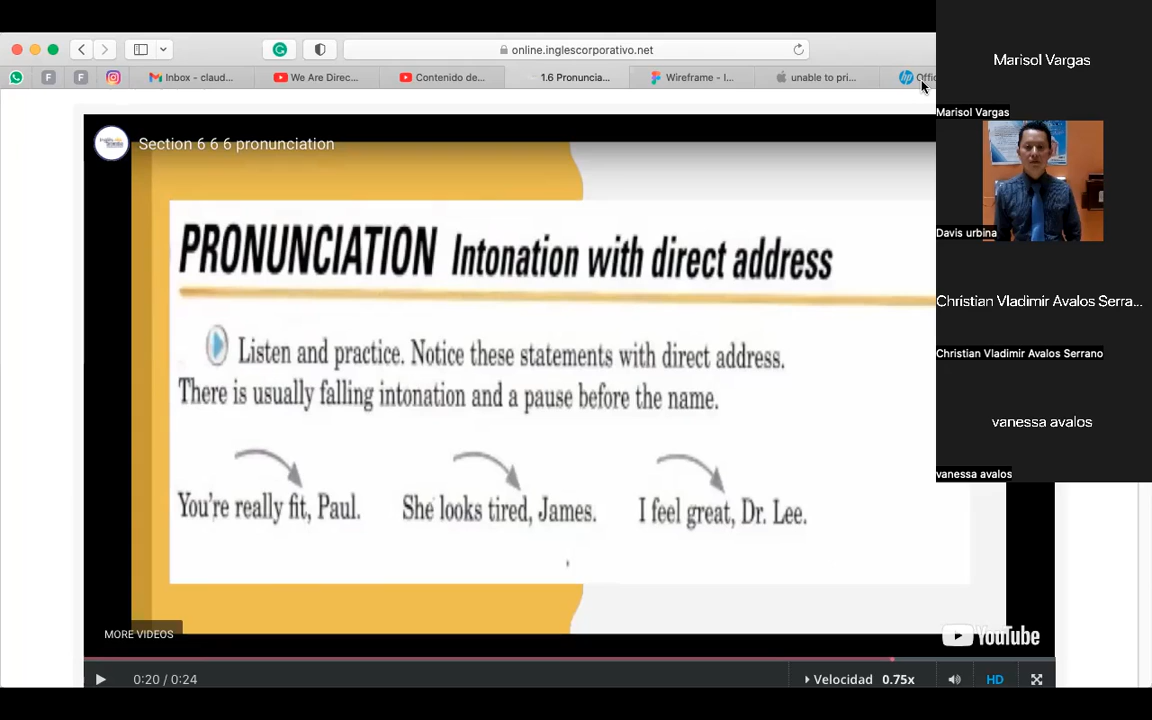 online.inglescorporativo.net
Inbox - claud...
We Are Direc...
Contenido de...
1.6 Pronuncia...
Wireframe - I...
unable to pri...
Section 6 6 6 pronunciation
PRONUNCIATION Intonation with direct address
Listen and practice. Notice these statements with direct address.
There is usually falling intonation and a pause before the name.
You're really fit, Paul. She looks tired, James. I feel great, Dr. Lee.
MORE VIDEOS
YouTube
0:20 / 0:24
Velocidad 0.75x
HD
Marisol Vargas
Marisol Vargas
Davis urbina
Christian Vladimir Avalos Serra...
Christian Vladimir Avalos Serrano
vanessa avalos
vanessa avalos